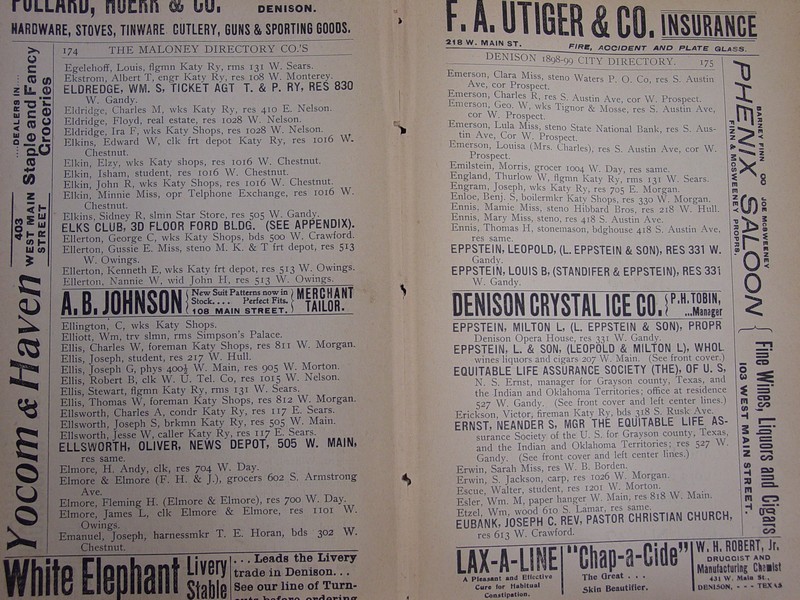 POLLARD, HOERR & CO. DENISON.
HARDWARE, STOVES, TINWARE CUTLERY, GUNS & SPORTING GOODS.
174 THE MALONEY DIRECTORY CO.'S
Egelehoff, Louis, flgmn Katy Ry, rms 131 W. Sears.
Ekstrom, Albert T, engr Katy Ry, res 108 W. Monterey.
ELDREDGE, WM. S, TICKET AGT T. & P. RY, RES 830
W. Gandy.
Eldridge, Charles M, wks Katy Ry, res 410 E. Nelson.
Eldridge, Floyd, real estate, res 1028 W. Nelson.
Eldridge, Ira F, wks Katy Shops, res 1028 W. Nelson.
Elkins, Edward W, clk frt depot Katy Ry, res 1016 W.
Chestnut.
Elkin, Elzy, wks Katy shops, res 1016 W. Chestnut.
Elkin, Isham, student, res 1016 W. Chestnut.
Elkin, John R, wks Katy Shops, res 1016 W. Chestnut.
Elkin, Minnie Miss, opr Telphone Exchange, res 1016 W.
Chestnut.
Elkins, Sidney R, slmn Star Store, res 505 W. Gandy.
ELKS CLUB, 3D FLOOR FORD BLDG. (SEE APPENDIX).
Ellerton, George C, wks Katy Shops, bds 500 W. Crawford.
Ellerton, Gussie E. Miss, steno M. K. & T frt depot, res 513
W. Owings.
Ellerton, Kenneth E, wks Katy frt depot, res 513 W. Owings.
Ellerton, Nannie W, wid John H, res 513 W. Owings.
A. B. JOHNSON { New Suit Patterns now in Stock.... Perfect Fits. } MERCHANT
108 MAIN STREET. TAILOR.
Ellington, C, wks Katy Shops.
Elliott, Wm, trv slmn, rms Simpson's Palace.
Ellis, Charles W, foreman Katy Shops, res 811 W. Morgan.
Ellis, Joseph, student, res 217 W. Hull.
Ellis, Joseph G, phys 400½ W. Main, res 905 W. Morton.
Ellis, Robert B, clk W. U. Tel. Co, res 1015 W. Nelson.
Ellis, Stewart, flgmn Katy Ry, rms 131 W. Sears.
Ellis, Thomas W, foreman Katy Shops, res 812 W. Morgan.
Ellsworth, Charles A, condr Katy Ry, res 117 E. Sears.
Ellsworth, Joseph S, brkmn Katy Ry, res 505 W. Main.
Ellsworth, Jesse W, caller Katy Ry, res 117 E. Sears.
ELLSWORTH, OLIVER, NEWS DEPOT, 505 W. MAIN,
res same.
Elmore, H. Andy, clk, res 704 W. Day.
Elmore & Elmore (F. H. & J.), grocers 602 S. Armstrong
Ave.
Elmore, Fleming H. (Elmore & Elmore), res 700 W. Day.
Elmore, James L, clk Elmore & Elmore, res 1101 W.
Owings.
Emanuel, Joseph, harnessmkr T. E. Horan, bds 302 W.
Chestnut.
White Elephant Livery Stable
...Leads the Livery
trade in Denison...
See our line of Turn-
outs before ordering
Yocom & Haven
...DEALERS IN...
Staple and Fancy
Groceries
403
WEST MAIN
STREET
F. A. UTIGER & CO. INSURANCE
218 W. MAIN ST. FIRE, ACCIDENT AND PLATE GLASS.
DENISON 1898-99 CITY DIRECTORY. 175
Emerson, Clara Miss, steno Waters P. O. Co, res S. Austin
Ave, cor Prospect.
Emerson, Charles R, res S. Austin Ave, cor W. Prospect.
Emerson, Geo. W, wks Tignor & Mosse, res S. Austin Ave,
cor W. Prospect.
Emerson, Lula Miss, steno State National Bank, res S. Aus-
tin Ave, Cor W. Prospect.
Emerson, Louisa (Mrs. Charles), res S. Austin Ave, cor W.
Prospect.
Emilstein, Morris, grocer 1004 W. Day, res same.
England, Thurlow W, flgmn Katy Ry, rms 131 W. Sears.
Engram, Joseph, wks Katy Ry, res 705 E. Morgan.
Enloe, Benj. S, boilermkr Katy Shops, res 330 W. Morgan.
Ennis, Mamie Miss, steno Hibbard Bros, res 218 W. Hull.
Ennis, Mary Miss, steno, res 418 S. Austin Ave.
Ennis, Thomas H, stonemason, bdghouse 418 S. Austin Ave,
res same.
EPPSTEIN, LEOPOLD, (L. EPPSTEIN & SON), RES 331 W.
Gandy.
EPPSTEIN, LOUIS B, (STANDIFER & EPPSTEIN), RES 331
W. Gandy.
DENISON CRYSTAL ICE CO. { P. H. TOBIN,
...Manager
EPPSTEIN, MILTON L, (L. EPPSTEIN & SON), PROPR
Denison Opera House, res 331 W. Gandy.
EPPSTEIN, L. & SON, (LEOPOLD & MILTON L), WHOL
wines liquors and cigars 207 W. Main. (See front cover.)
EQUITABLE LIFE ASSURANCE SOCIETY (THE), OF U. S,
N. S. Ernst, manager for Grayson county, Texas, and
the Indian and Oklahoma Territories; office at residence
527 W. Gandy. (See front cover and left center lines.)
Erickson, Victor, fireman Katy Ry, bds 318 S. Rusk Ave.
ERNST, NEANDER S, MGR THE EQUITABLE LIFE AS-
surance Society of the U. S. for Grayson county, Texas,
and the Indian and Oklahoma Territories; res 527 W.
Gandy. (See front cover and left center lines.)
Erwin, Sarah Miss, res W. B. Borden.
Erwin, S. Jackson, carp, res 1026 W. Morgan.
Escue, Walter, student, res 1201 W. Morton.
Esler, Wm. M, paper hanger W. Main, res 818 W. Main.
Etzel, Wm, wood 610 S. Lamar, res same.
EUBANK, JOSEPH C. REV, PASTOR CHRISTIAN CHURCH,
res 613 W. Crawford.
LAX-A-LINE
A Pleasant and Effective
Cure for Habitual
Constipation.
"Chap-a-Cide"
The Great...
Skin Beautifier.
W. H. ROBERT, Jr.
DRUGGIST AND
Manufacturing Chemist
431 W. Main St.,
DENISON, - - - TEXAS
PHENIX SALOON
BARNEY FINN JOE McSWEENEY
FINN & McSWEENEY PROPRS.
Fine Wines, Liquors and Cigars
103 WEST MAIN STREET.